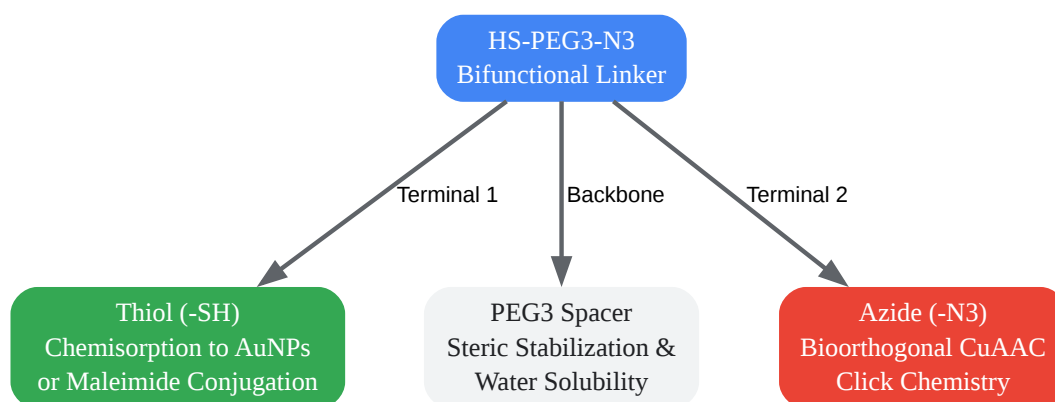 HS-PEG3-N3
Bifunctional Linker
Terminal 1
Backbone
Terminal 2
Thiol (-SH)
Chemisorption to AuNPs
or Maleimide Conjugation
PEG3 Spacer
Steric Stabilization &
Water Solubility
Azide (-N3)
Bioorthogonal CuAAC
Click Chemistry